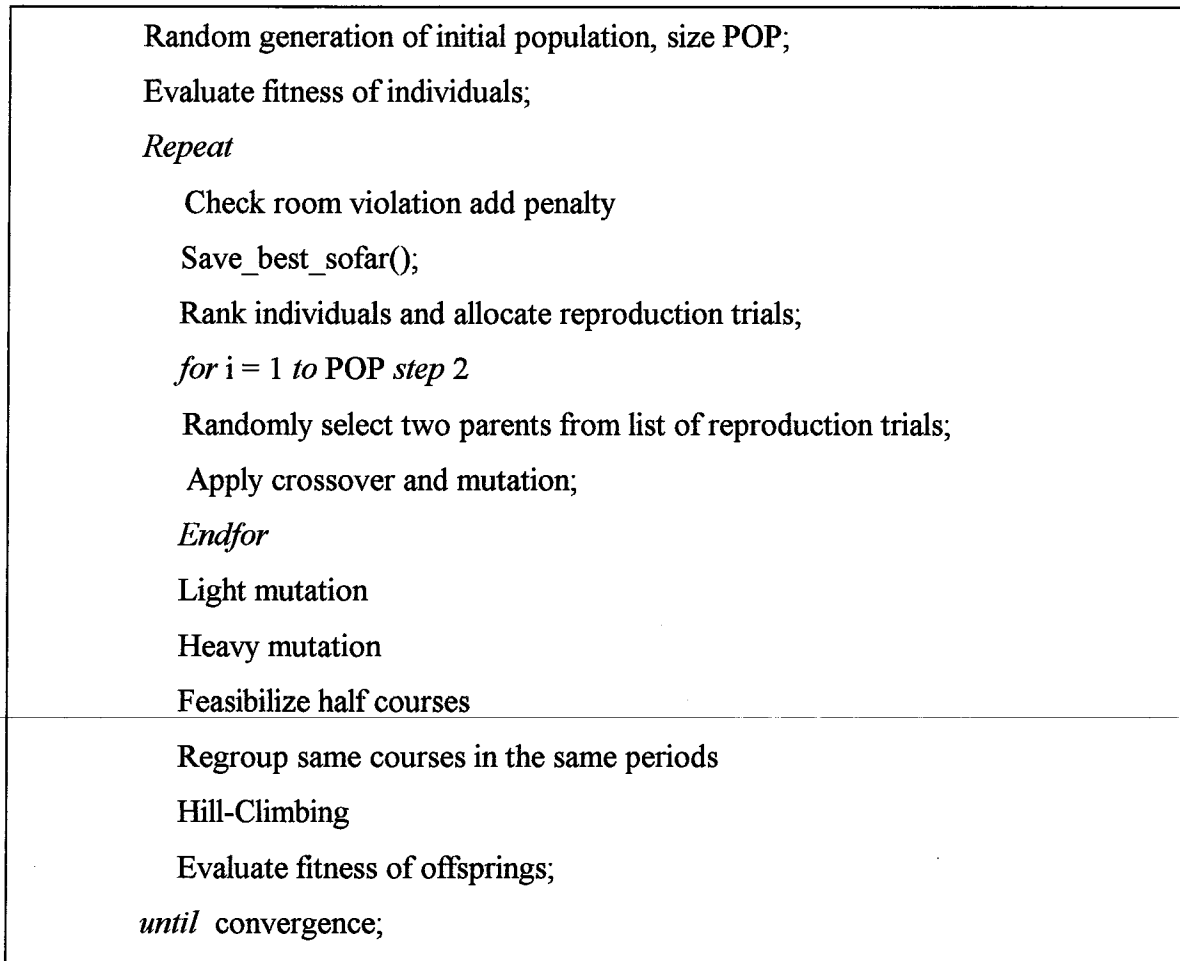 Random generation of initial population, size POP;
Evaluate fitness of individuals;
Repeat
Check room violation add penalty
Save_best_sofar();
Rank individuals and allocate reproduction trials;
for i = 1 to POP step 2
Randomly select two parents from list of reproduction trials;
Apply crossover and mutation;
Endfor
Light mutation
Heavy mutation
Feasibilize half courses
Regroup same courses in the same periods
Hill-Climbing
Evaluate fitness of offsprings;
until convergence;